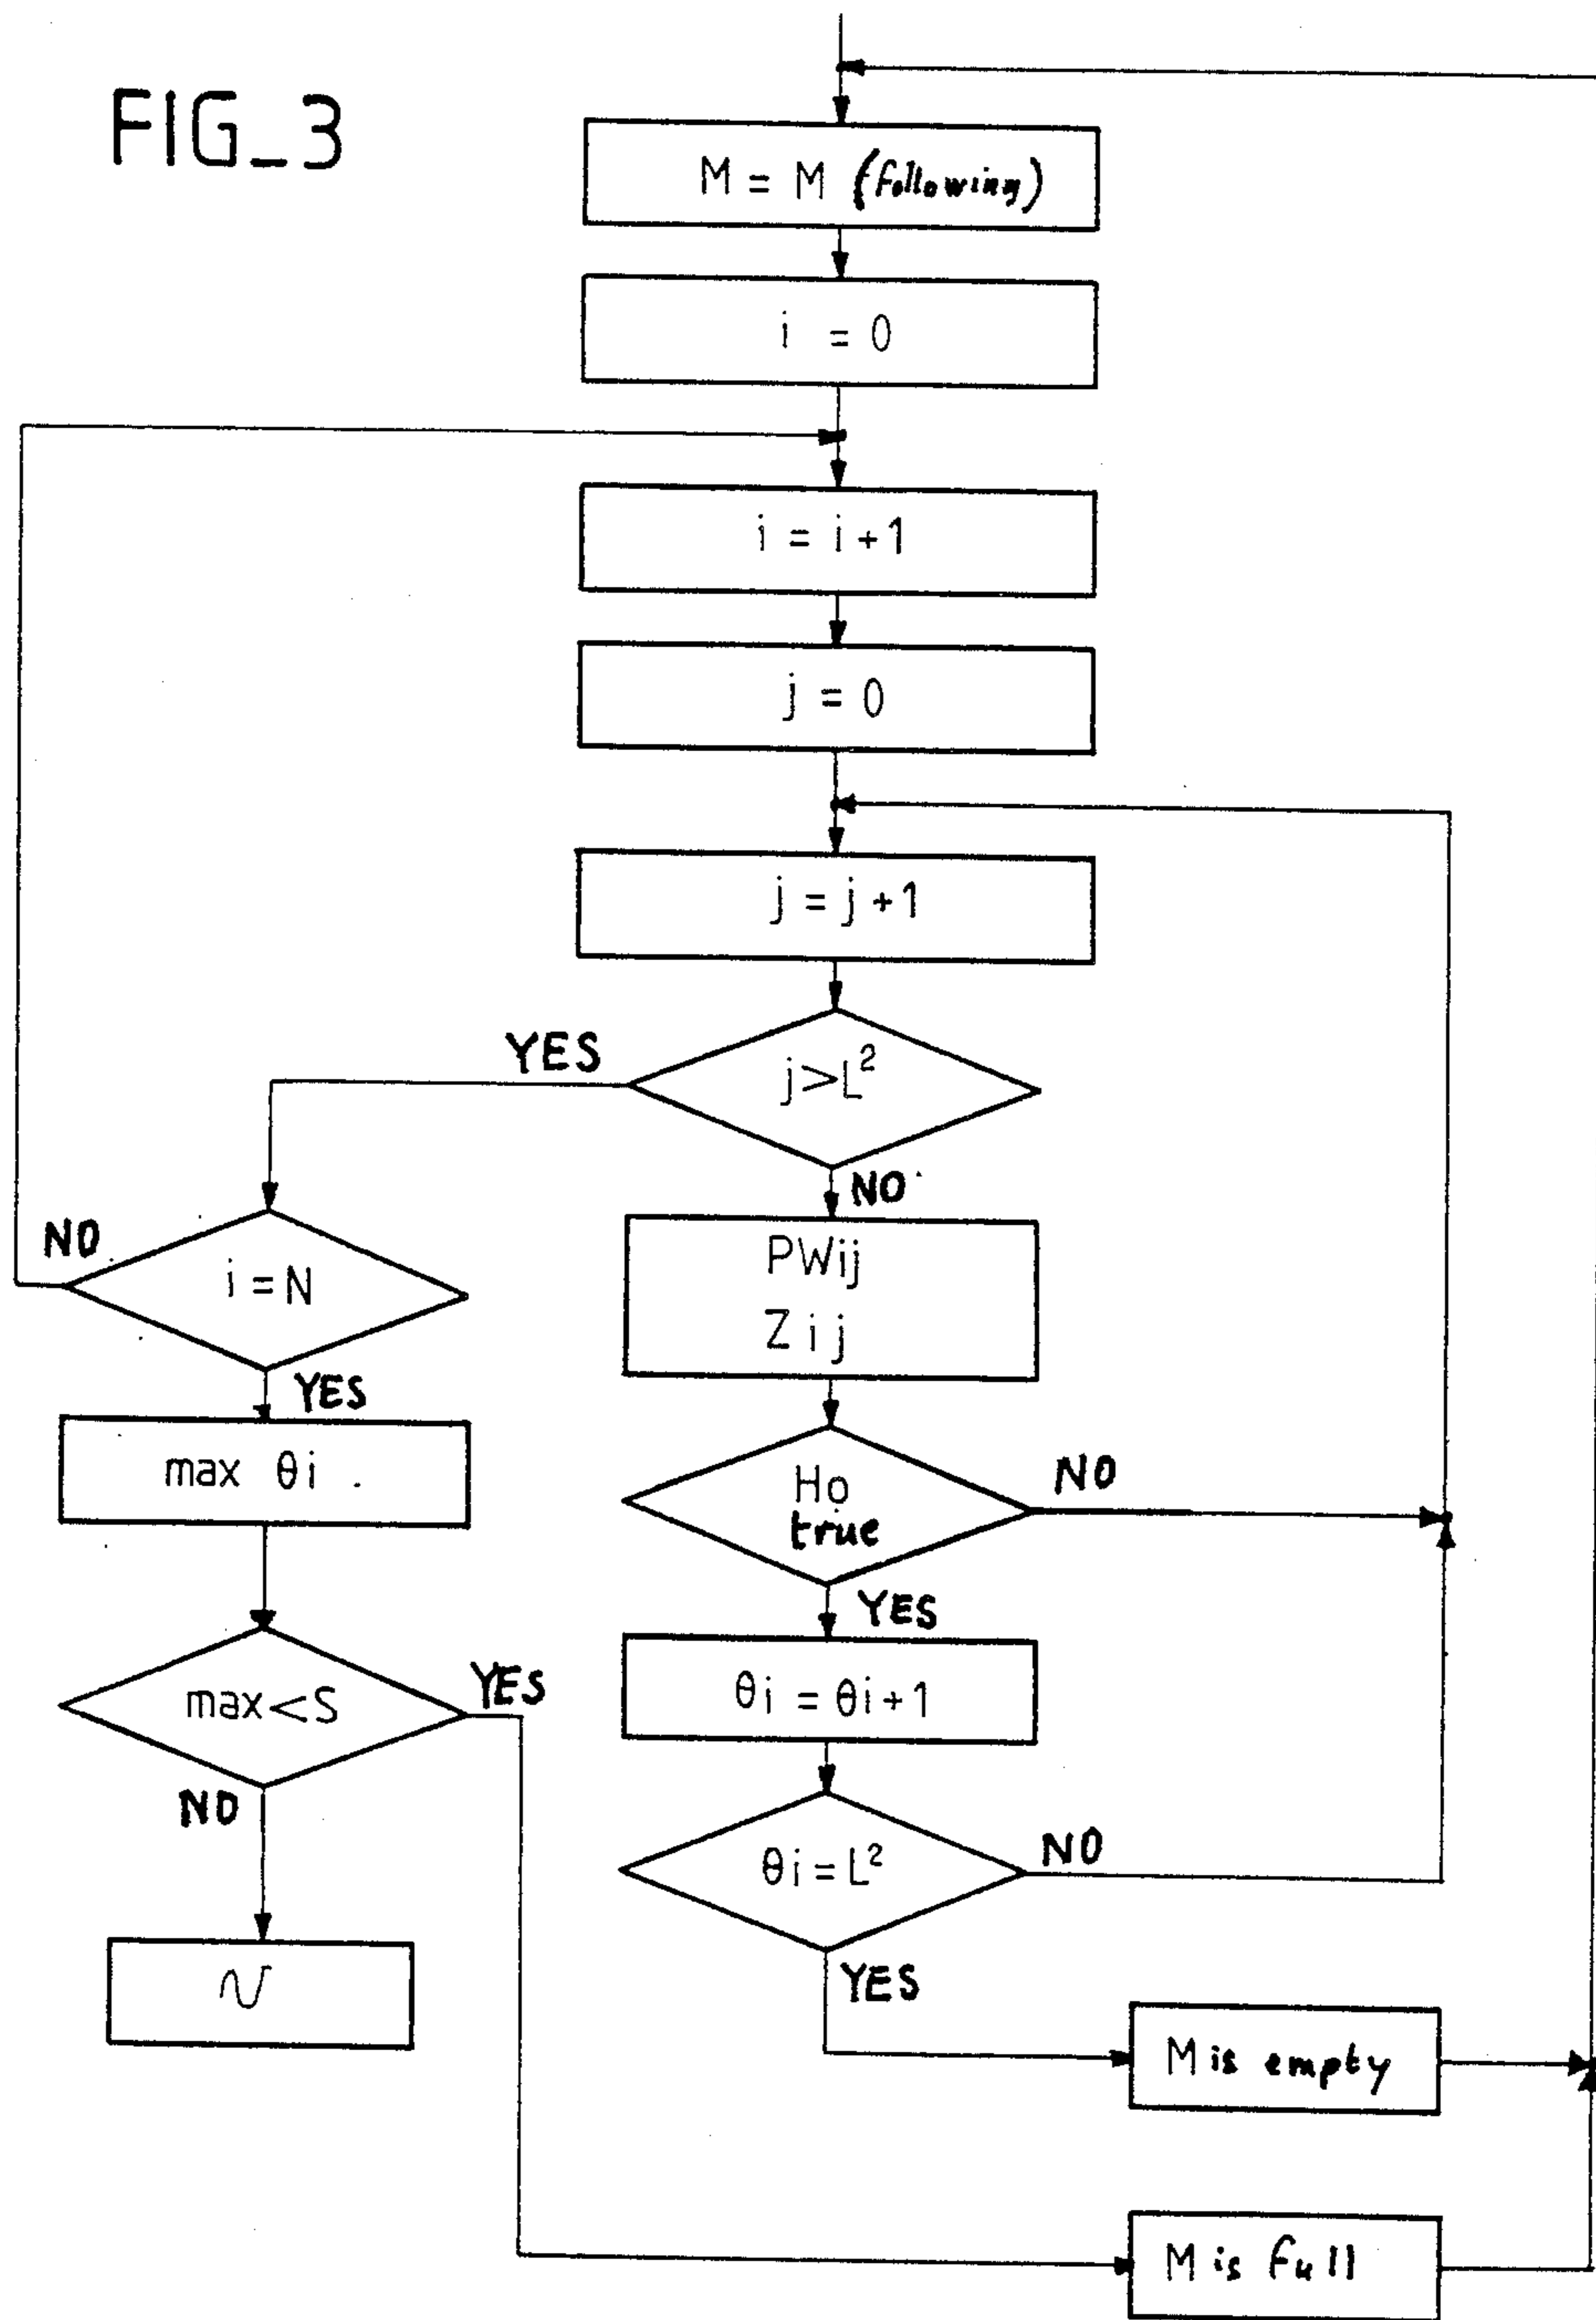 FIG_3
M = M (following)
i = 0
i = i+1
j = 0
j = j+1
YES
j>L²
NO
NO
i = N
PWij
Zij
YES
max θi
Ho
true
NO
YES
max<S
YES
θi = θi+1
NO
θi = L²
NO
YES
M is empty
M is full